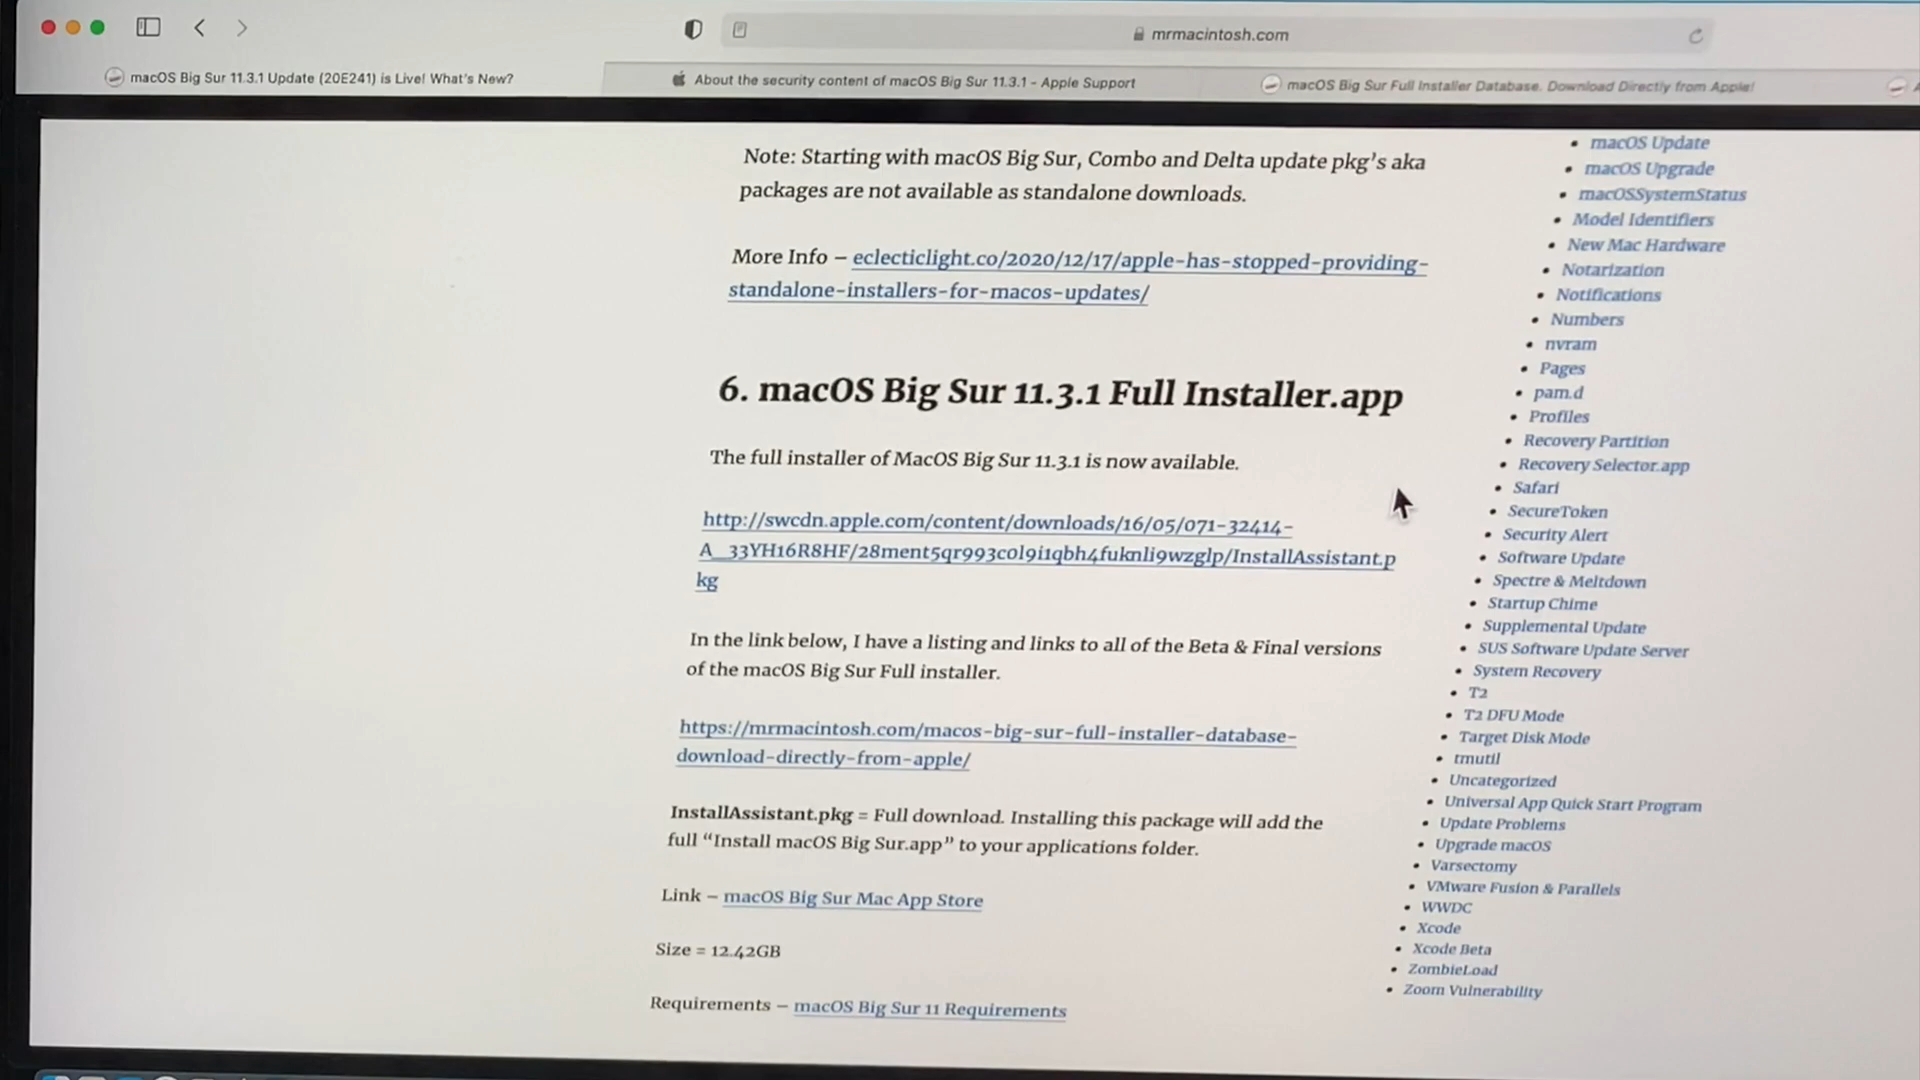 mrmacintosh.com
macOS Big Sur 11.3.1 Update (20E241) is Live! What's New?
About the security content of macOS Big Sur 11.3.1 - Apple Support
macOS Big Sur Full Installer Database. Download Directly from Apple!
Note: Starting with macOS Big Sur, Combo and Delta update pkg's aka
packages are not available as standalone downloads.
More Info – eclecticlight.co/2020/12/17/apple-has-stopped-providing-
standalone-installers-for-macos-updates/
6. macOS Big Sur 11.3.1 Full Installer.app
The full installer of MacOS Big Sur 11.3.1 is now available.
http://swcdn.apple.com/content/downloads/16/05/071-32414-
A_33YH16R8HF/28ment5qr993col9i1qbh4fuknli9wzglp/InstallAssistant.p
kg
In the link below, I have a listing and links to all of the Beta & Final versions
of the macOS Big Sur Full installer.
https://mrmacintosh.com/macos-big-sur-full-installer-database-
download-directly-from-apple/
InstallAssistant.pkg = Full download. Installing this package will add the
full “Install macOS Big Sur.app” to your applications folder.
Link – macOS Big Sur Mac App Store
Size = 12.42GB
Requirements – macOS Big Sur 11 Requirements
macOS Update
macOS Upgrade
macOSSystemStatus
Model Identifiers
New Mac Hardware
Notarization
Notifications
Numbers
nvram
Pages
pam.d
Profiles
Recovery Partition
Recovery Selector.app
Safari
SecureToken
Security Alert
Software Update
Spectre & Meltdown
Startup Chime
Supplemental Update
SUS Software Update Server
System Recovery
T2
T2 DFU Mode
Target Disk Mode
tmutil
Uncategorized
Universal App Quick Start Program
Update Problems
Upgrade macOS
Varsectomy
VMware Fusion & Parallels
WWDC
Xcode
Xcode Beta
ZombieLoad
Zoom Vulnerability